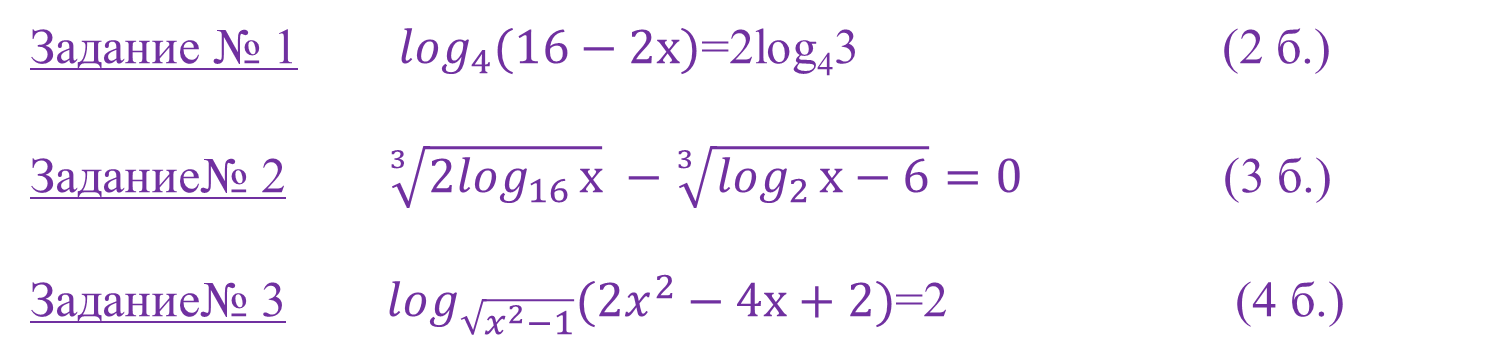 Задание № 1 log₄(16 − 2x)=2log₄3 (2 б.)
Задание№ 2 ∛(2log₁₆ x) − ∛(log₂ x − 6) = 0 (3 б.)
Задание№ 3 log_√(x²−1) (2x² − 4x + 2)=2 (4 б.)